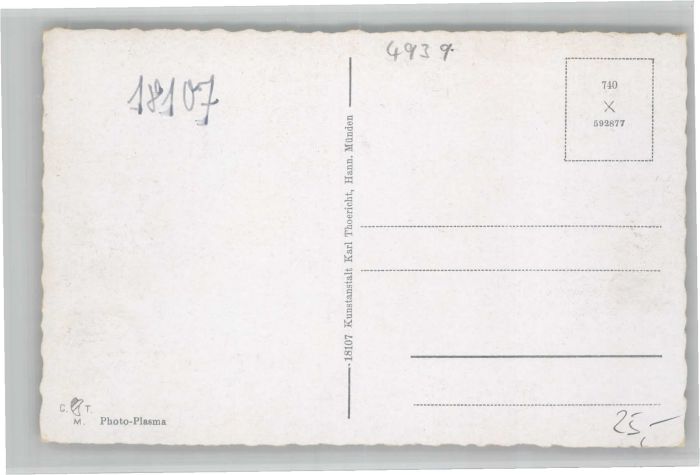 4939
18107
740
X
592877
18107 Kunstanstalt Karl Thoericht, Hann. Münden
C. T.
M. Photo-Plasma
25,-